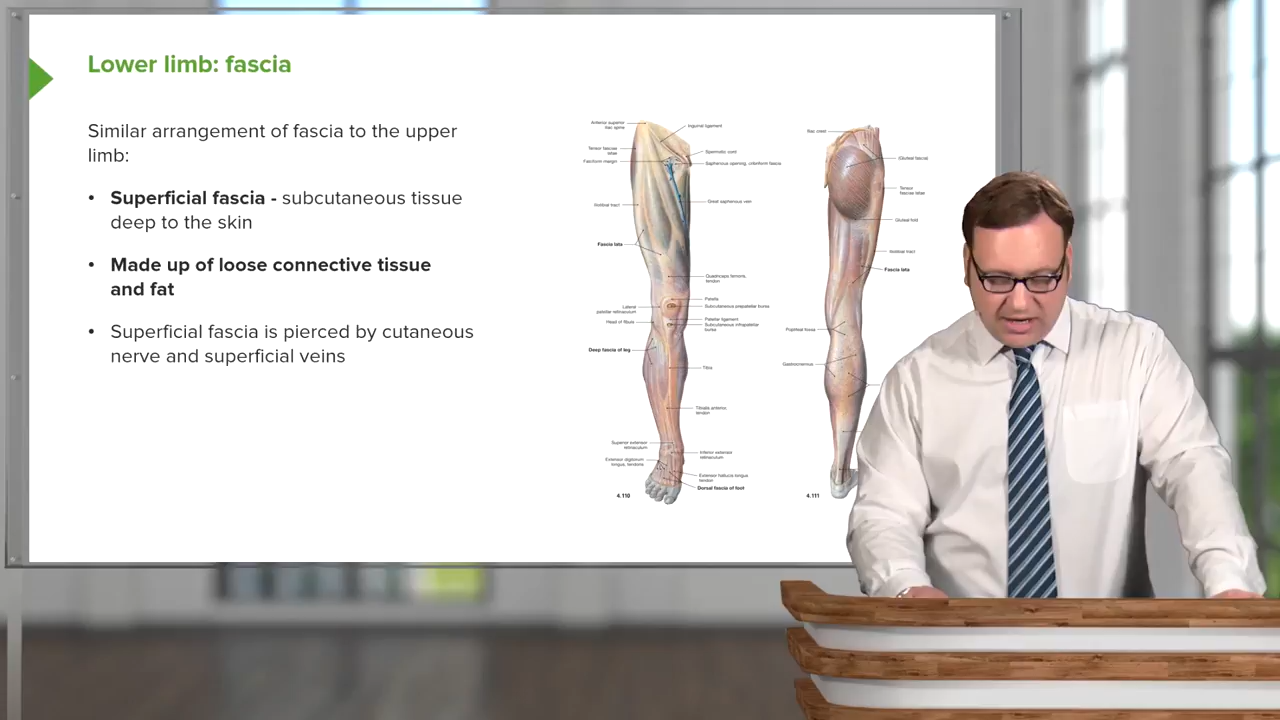 Lower limb: fascia
Similar arrangement of fascia to the upper
limb:
• Superficial fascia - subcutaneous tissue
deep to the skin
• Made up of loose connective tissue
and fat
• Superficial fascia is pierced by cutaneous
nerve and superficial veins
Anterior superior
iliac spine
Inguinal ligament
Tensor fasciae
latae
Spermatic cord
Falciform margin
Saphenous opening, cribriform fascia
Iliotibial tract
Great saphenous vein
Fascia lata
Quadriceps femoris,
tendon
Patella
Lateral
patellar retinaculum
Subcutaneous prepatellar bursa
Head of fibula
Patellar ligament
Subcutaneous infrapatellar
bursa
Deep fascia of leg
Tibia
Tibialis anterior,
tendon
Superior extensor
retinaculum
Inferior extensor
retinaculum
Extensor digitorum
longus, tendons
Extensor hallucis longus
tendon
Dorsal fascia of foot
4.110
Iliac crest
(Gluteal fascia)
Tensor
fasciae latae
Gluteal fold
Iliotibial tract
Fascia lata
Popliteal fossa
Gastrocnemius
4.111